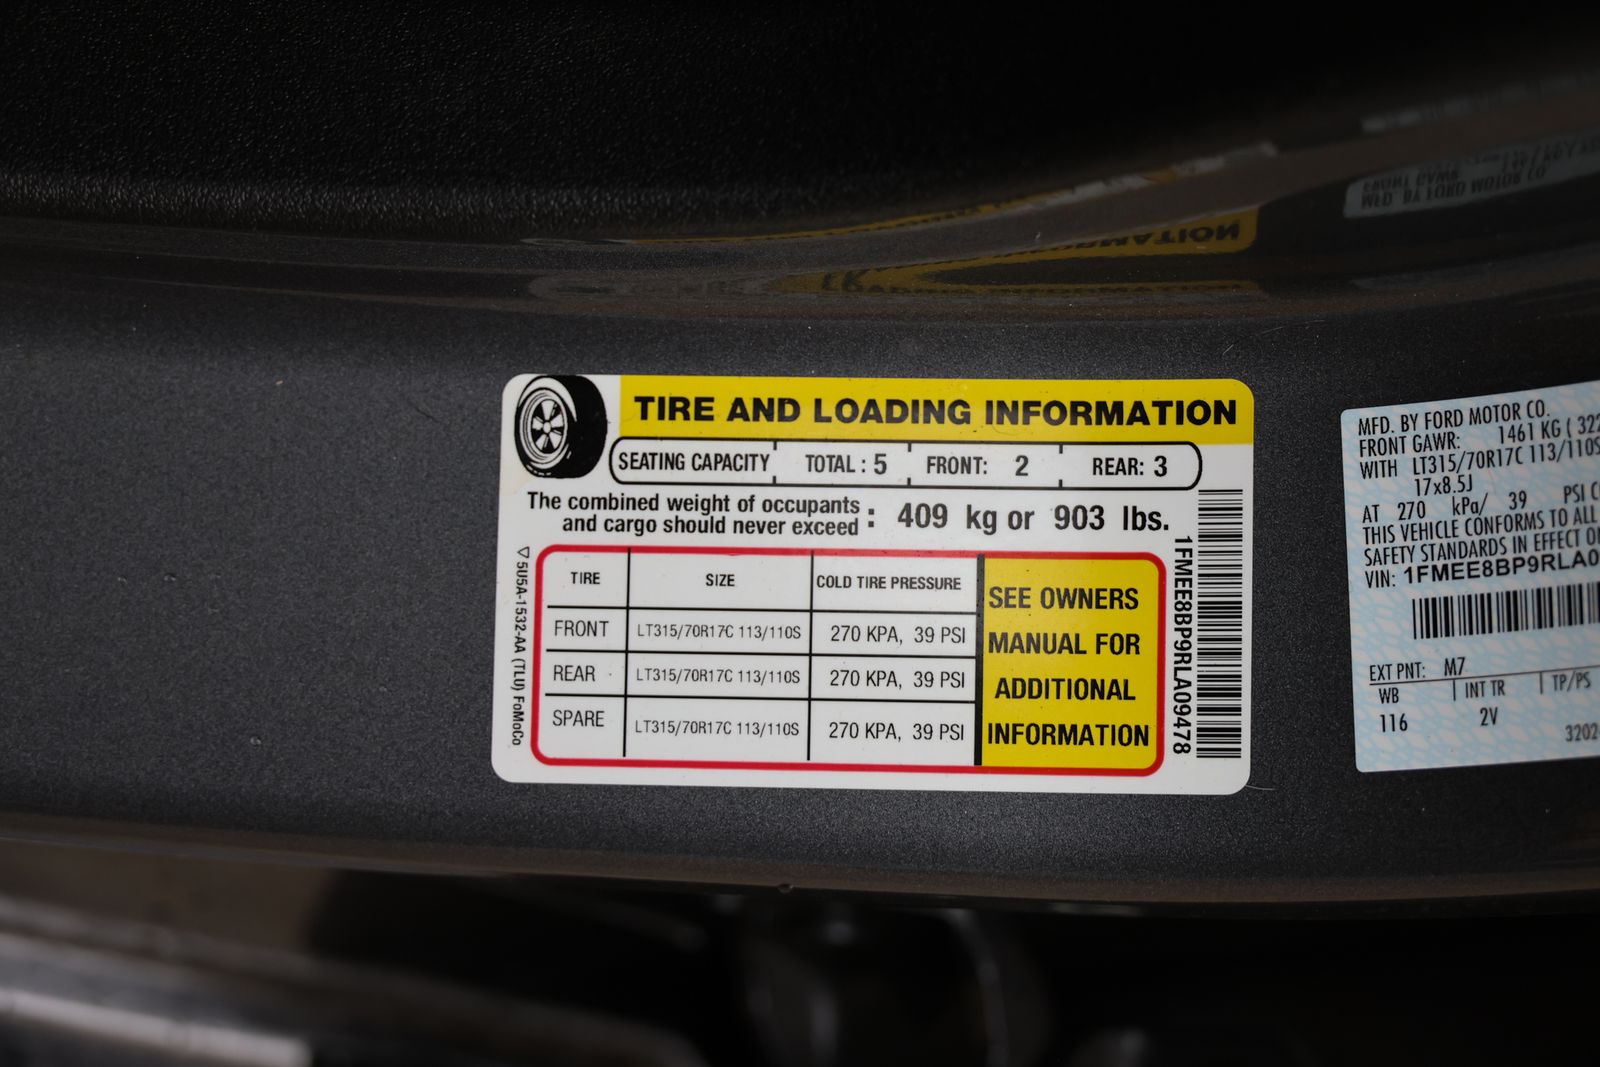 TIRE AND LOADING INFORMATION
SEATING CAPACITY TOTAL : 5 FRONT: 2 REAR: 3
The combined weight of occupants
and cargo should never exceed : 409 kg or 903 lbs.
TIRE SIZE COLD TIRE PRESSURE
FRONT LT315/70R17C 113/110S 270 KPA, 39 PSI
REAR LT315/70R17C 113/110S 270 KPA, 39 PSI
SPARE LT315/70R17C 113/110S 270 KPA, 39 PSI
SEE OWNERS
MANUAL FOR
ADDITIONAL
INFORMATION
5U5A-1532-AA (TLU) FoMoCo
1FMEE8BP9RLA09478
MFD. BY FORD MOTOR CO.
FRONT GAWR: 1461 KG ( 322
WITH LT315/70R17C 113/110S
17x8.5J
AT 270 kPa/ 39 PSI
THIS VEHICLE CONFORMS TO ALL
SAFETY STANDARDS IN EFFECT
VIN: 1FMEE8BP9RLA0
EXT PNT: M7
WB INT TR TP/PS
116 2V
3202